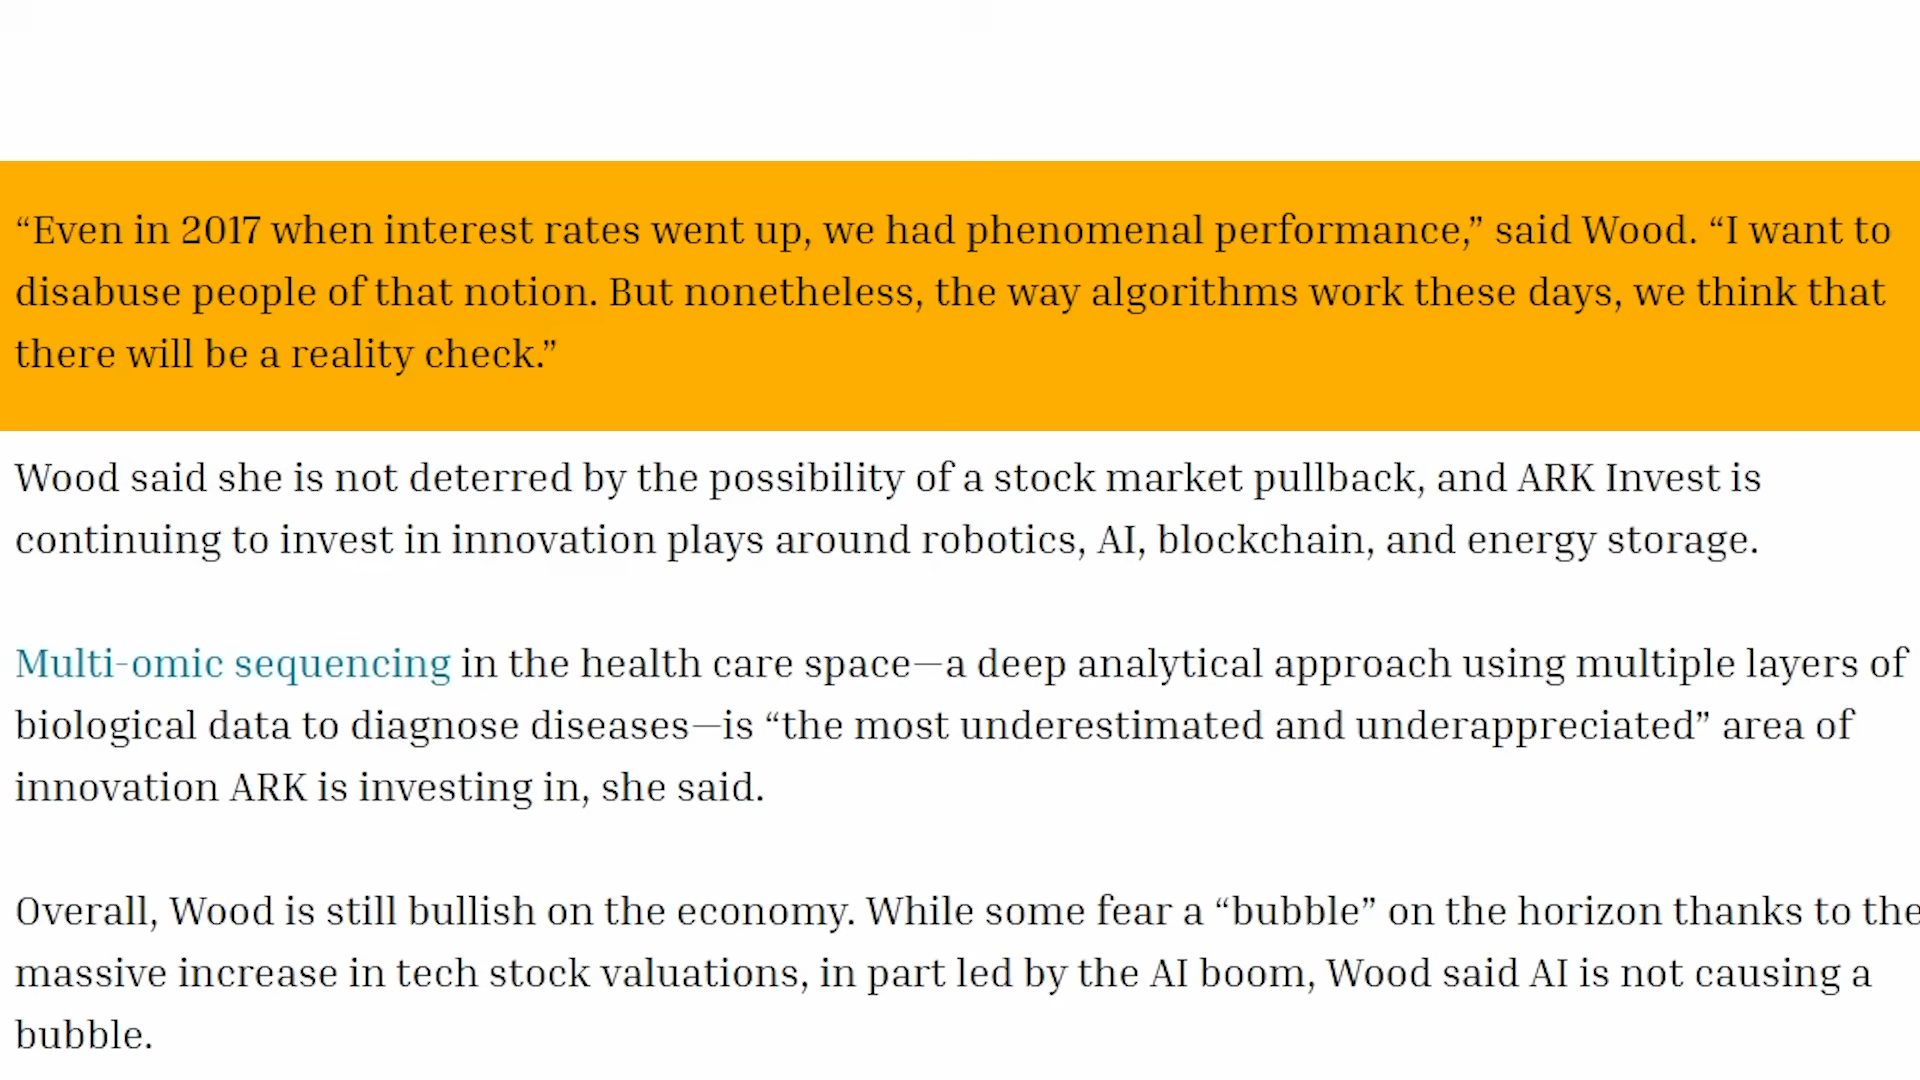 “Even in 2017 when interest rates went up, we had phenomenal performance,” said Wood. “I want to
disabuse people of that notion. But nonetheless, the way algorithms work these days, we think that
there will be a reality check.”
Wood said she is not deterred by the possibility of a stock market pullback, and ARK Invest is
continuing to invest in innovation plays around robotics, AI, blockchain, and energy storage.
Multi-omic sequencing in the health care space—a deep analytical approach using multiple layers of
biological data to diagnose diseases—is “the most underestimated and underappreciated” area of
innovation ARK is investing in, she said.
Overall, Wood is still bullish on the economy. While some fear a “bubble” on the horizon thanks to the
massive increase in tech stock valuations, in part led by the AI boom, Wood said AI is not causing a
bubble.